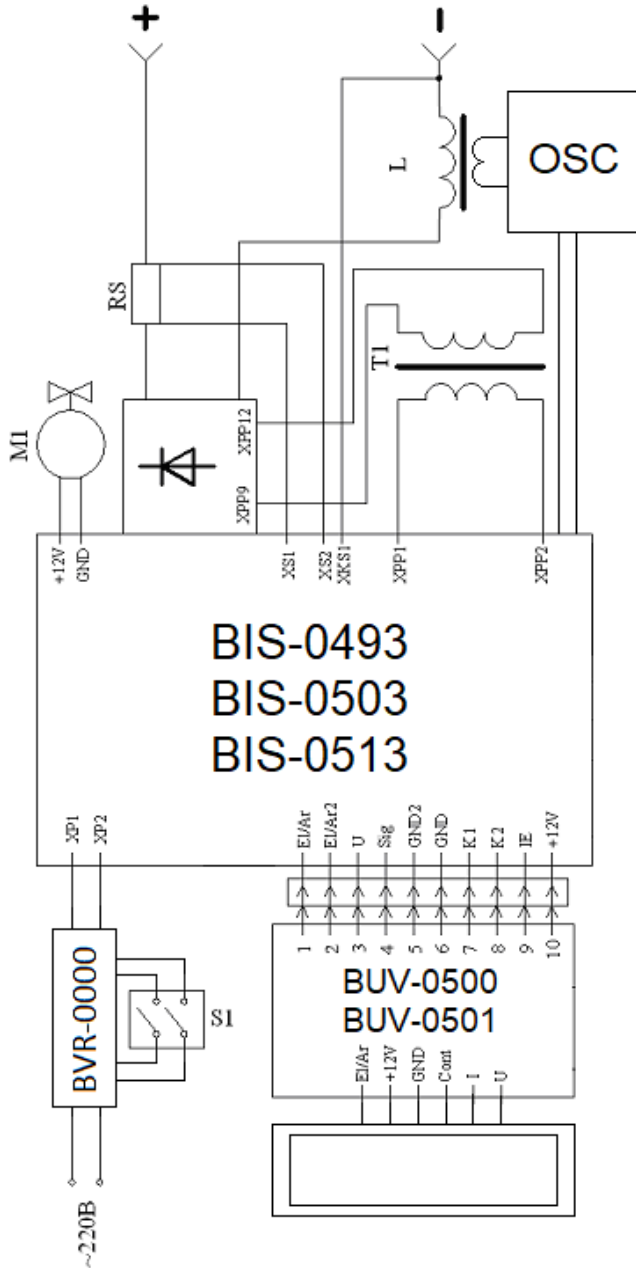 +
-
L
OSC
RS
M1
T1
XPP12
XPP9
+12V
GND
XS1
XS2
XKS1
XPP1
XPP2
BIS-0493
BIS-0503
BIS-0513
XP1
XP2
El/Ar
El/Ar2
U
Sig
GND2
GND
K1
K2
IE
+12V
BVR-0000
S1
~220В
1
2
3
4
5
6
7
8
9
10
BUV-0500
BUV-0501
El/Ar
+12V
GND
Cont
I
U